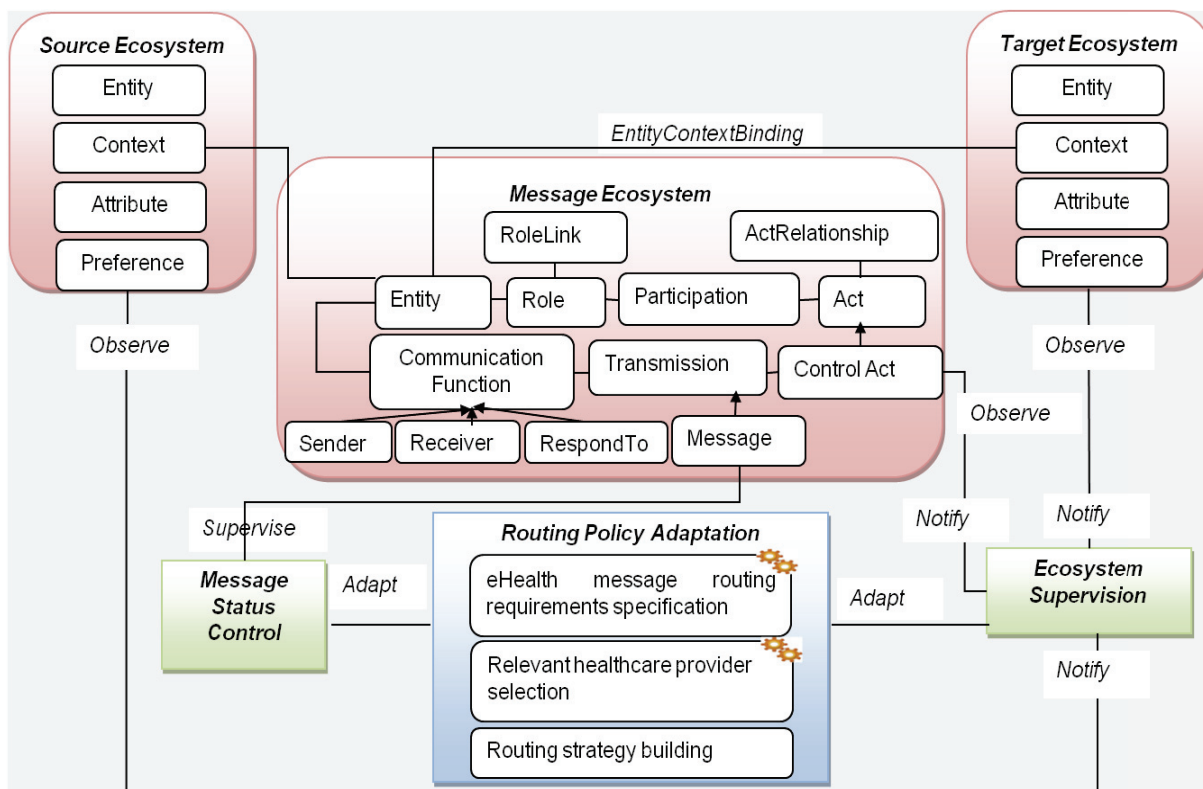 Source Ecosystem
Entity
Context
Attribute
Preference
Target Ecosystem
Entity
Context
Attribute
Preference
EntityContextBinding
Message Ecosystem
RoleLink
ActRelationship
Entity
Role
Participation
Act
Communication
Function
Transmission
Control Act
Sender
Receiver
RespondTo
Message
Observe
Observe
Observe
Supervise
Notify
Notify
Message
Status
Control
Adapt
Routing Policy Adaptation
eHealth message routing
requirements specification
Relevant healthcare provider
selection
Routing strategy building
Adapt
Ecosystem
Supervision
Notify